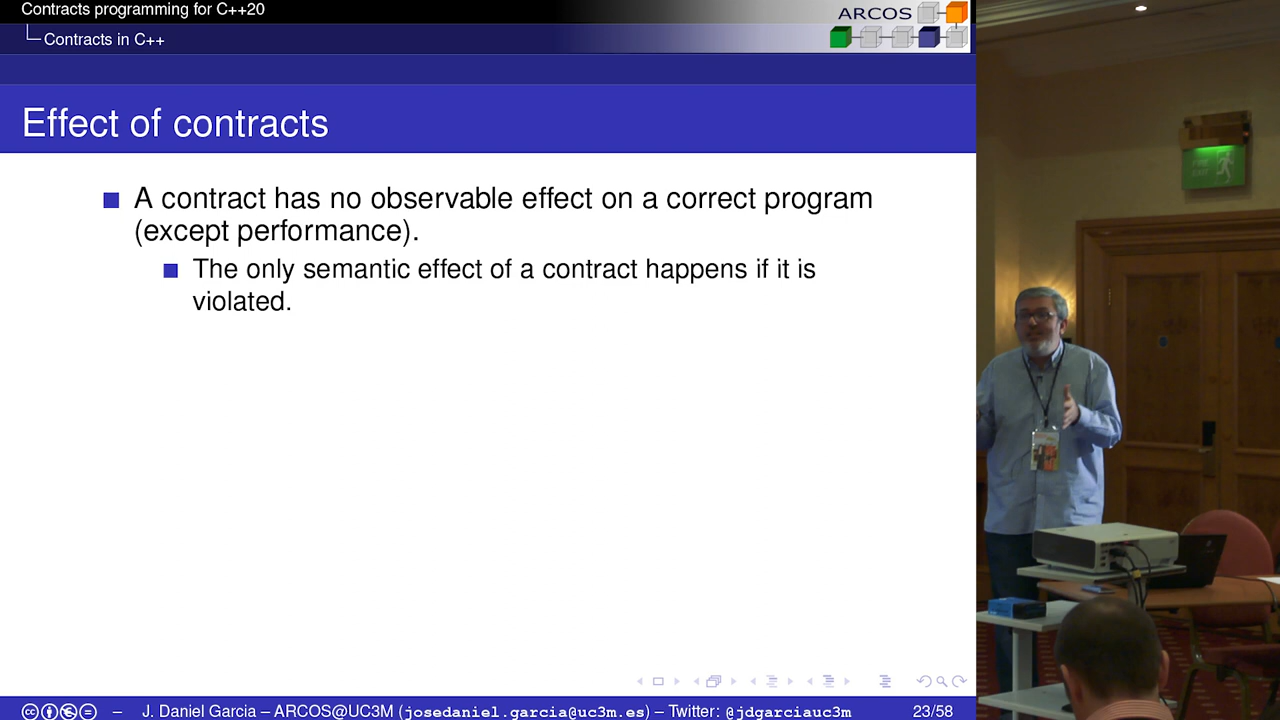 Contracts programming for C++20
Contracts in C++
ARCOS
Effect of contracts
A contract has no observable effect on a correct program
(except performance).
The only semantic effect of a contract happens if it is
violated.
– J. Daniel Garcia – ARCOS@UC3M (josedaniel.garcia@uc3m.es) – Twitter: @jdgarciauc3m 23/58
FIRE
EXIT